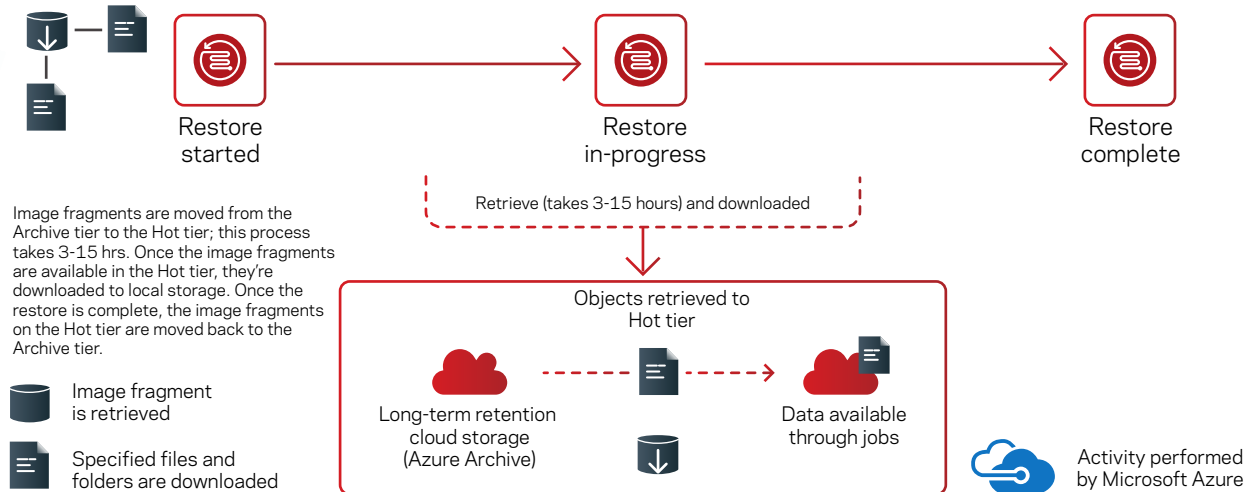 Restore
started
Restore
in-progress
Restore
complete
Retrieve (takes 3-15 hours) and downloaded
Image fragments are moved from the
Archive tier to the Hot tier; this process
takes 3-15 hrs. Once the image fragments
are available in the Hot tier, they’re
downloaded to local storage. Once the
restore is complete, the image fragments
on the Hot tier are moved back to the
Archive tier.
Image fragment
is retrieved
Specified files and
folders are downloaded
Objects retrieved to
Hot tier
Long-term retention
cloud storage
(Azure Archive)
Data available
through jobs
Activity performed
by Microsoft Azure